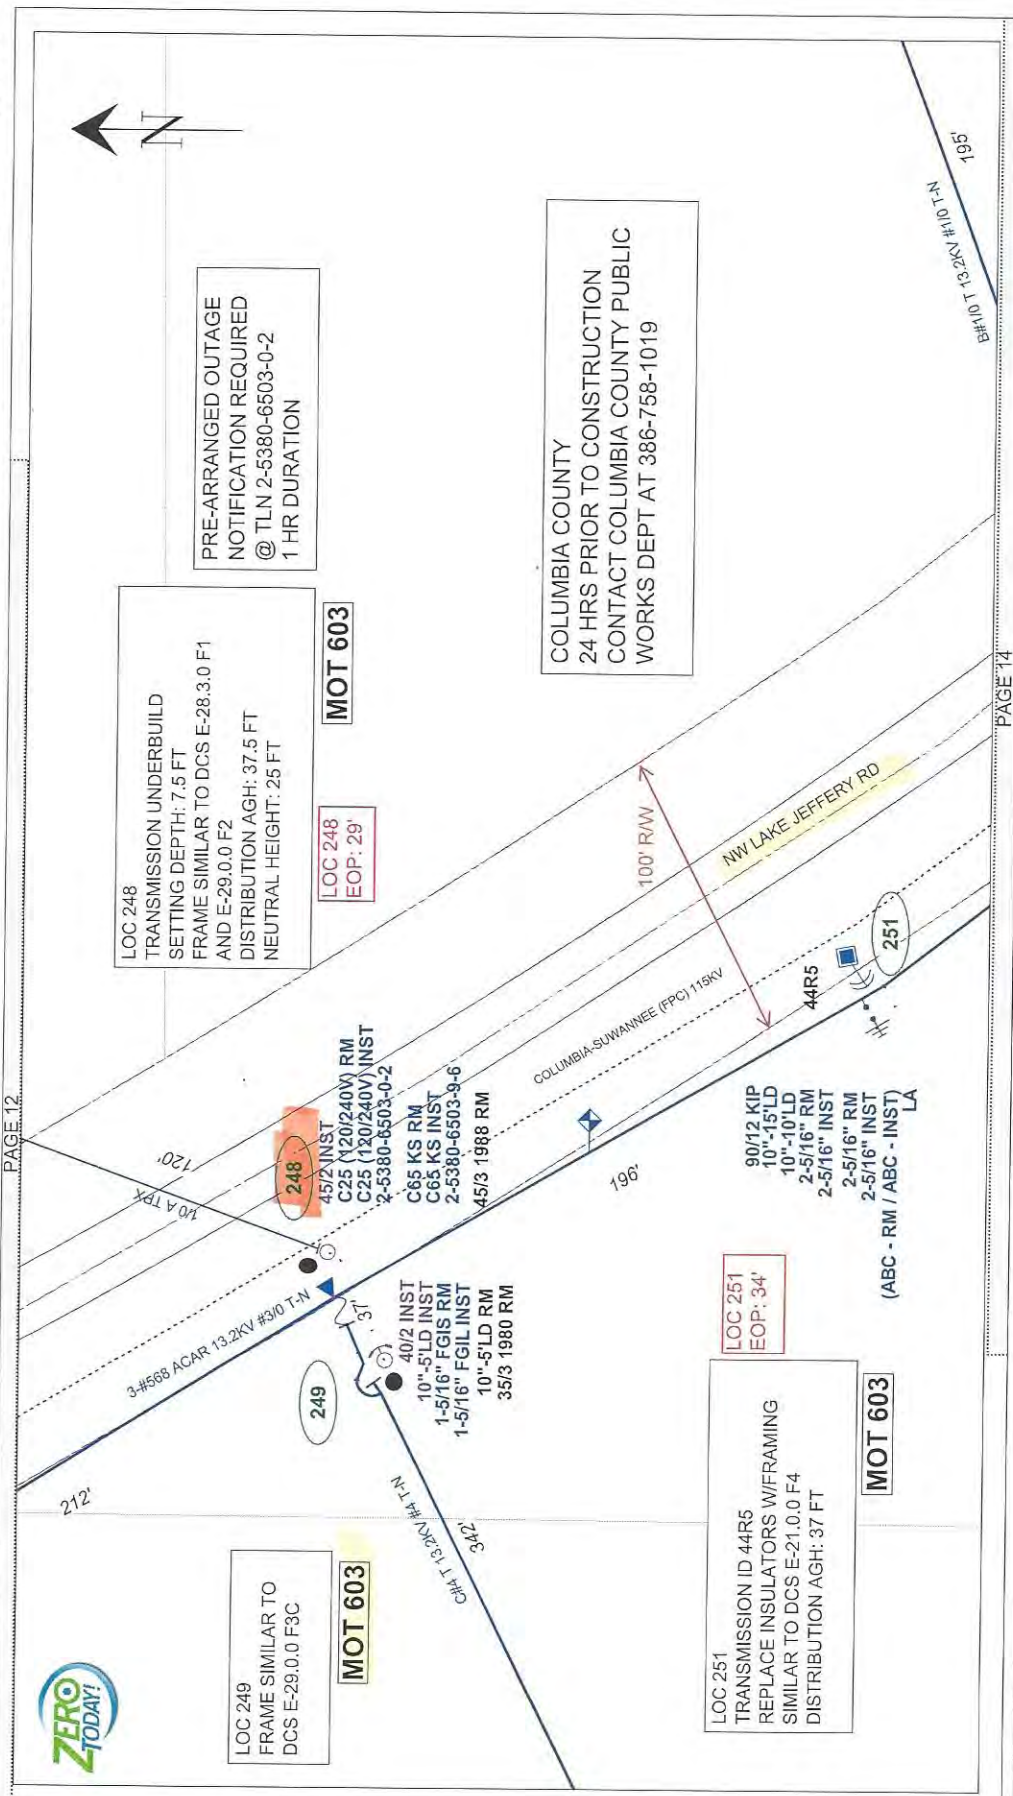 PAGE 12
ZERO
TODAY!
N
LOC 248
TRANSMISSION UNDERBUILD
SETTING DEPTH: 7.5 FT
FRAME SIMILAR TO DCS E-28.3.0 F1
AND E-29.0.0 F2
DISTRIBUTION AGH: 37.5 FT
NEUTRAL HEIGHT: 25 FT
PRE-ARRANGED OUTAGE
NOTIFICATION REQUIRED
@ TLN 2-5380-6503-0-2
1 HR DURATION
LOC 248
EOP: 29'
MOT 603
LOC 249
FRAME SIMILAR TO
DCS E-29.0.0 F3C
MOT 603
212'
3-#568 ACAR 13.2KV #3/0 T-N
1/0 A TPX
120'
248
45/2 INST
C25 (120/240V) RM
C25 (120/240V) INST
2-5380-6503-0-2
C65 KS RM
C65 KS INST
2-5380-6503-9-6
45/3 1988 RM
249
37'
40/2 INST
10"-5'LD INST
1-5/16" FGIS RM
1-5/16" FGIL INST
10"-5'LD RM
35/3 1980 RM
C#4 T 13.2KV #4 T-N
342'
196'
COLUMBIA-SUWANNEE (FPC) 115KV
100' R/W
NW LAKE JEFFERY RD
COLUMBIA COUNTY
24 HRS PRIOR TO CONSTRUCTION
CONTACT COLUMBIA COUNTY PUBLIC
WORKS DEPT AT 386-758-1019
LOC 251
TRANSMISSION ID 44R5
REPLACE INSULATORS W/FRAMING
SIMILAR TO DCS E-21.0.0 F4
DISTRIBUTION AGH: 37 FT
LOC 251
EOP: 34'
MOT 603
90/12 KIP
10"-15'LD
10"-10'LD
2-5/16" RM
2-5/16" INST
2-5/16" RM
2-5/16" INST
(ABC - RM / ABC - INST)
LA
44R5
251
B#1/0 T 13.2KV #1/0 T-N
195'
PAGE 14